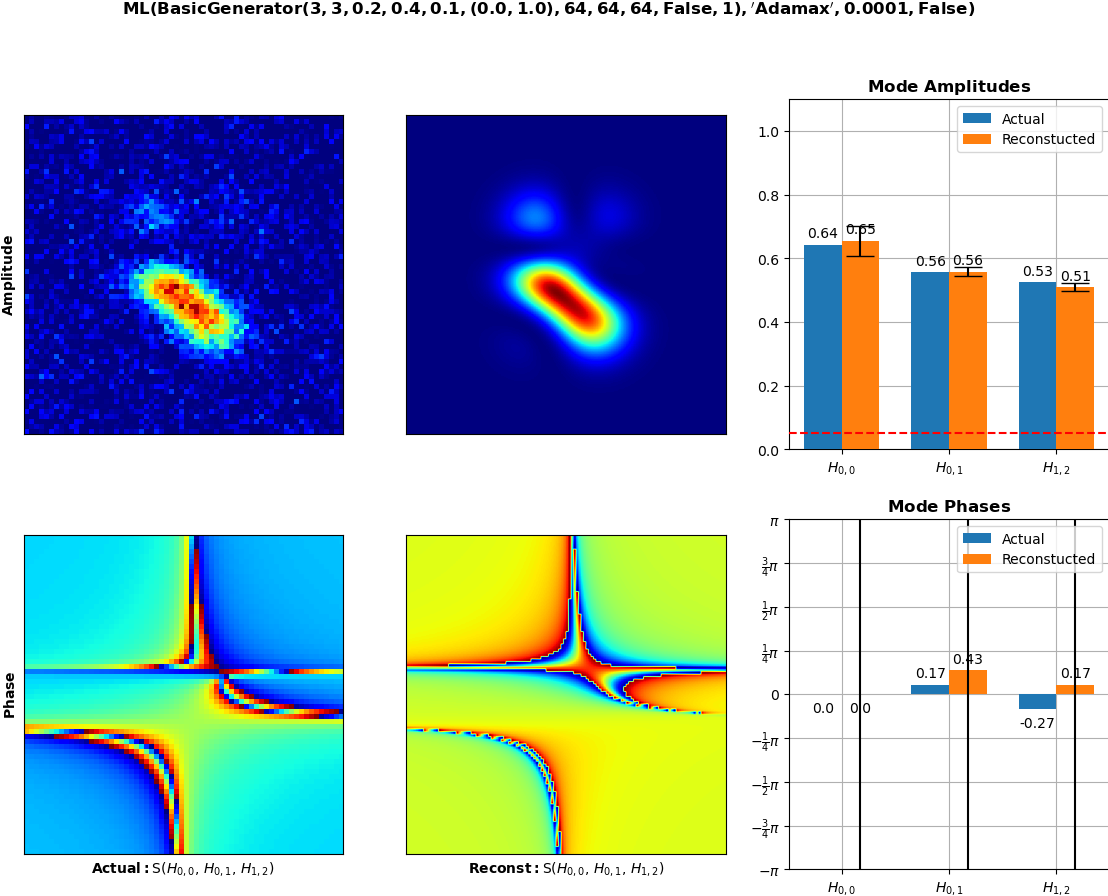 ML(BasicGenerator(3, 3, 0.2, 0.4, 0.1, (0.0, 1.0), 64, 64, 64, False, 1), ′Adamax′, 0.0001, False)
Amplitude
Mode Amplitudes
Actual
Reconstucted
1.0
0.8
0.6
0.4
0.2
0.0
0.64 0.65
0.56 0.56
0.53 0.51
H0,0 H0,1 H1,2
Phase
Actual: S(H0,0, H0,1, H1,2)
Reconst: S(H0,0, H0,1, H1,2)
Mode Phases
Actual
Reconstucted
π
3/4π
1/2π
1/4π
0
−1/4π
−1/2π
−3/4π
−π
0.0 0.0
0.17 0.43
-0.27 0.17
H0,0 H0,1 H1,2